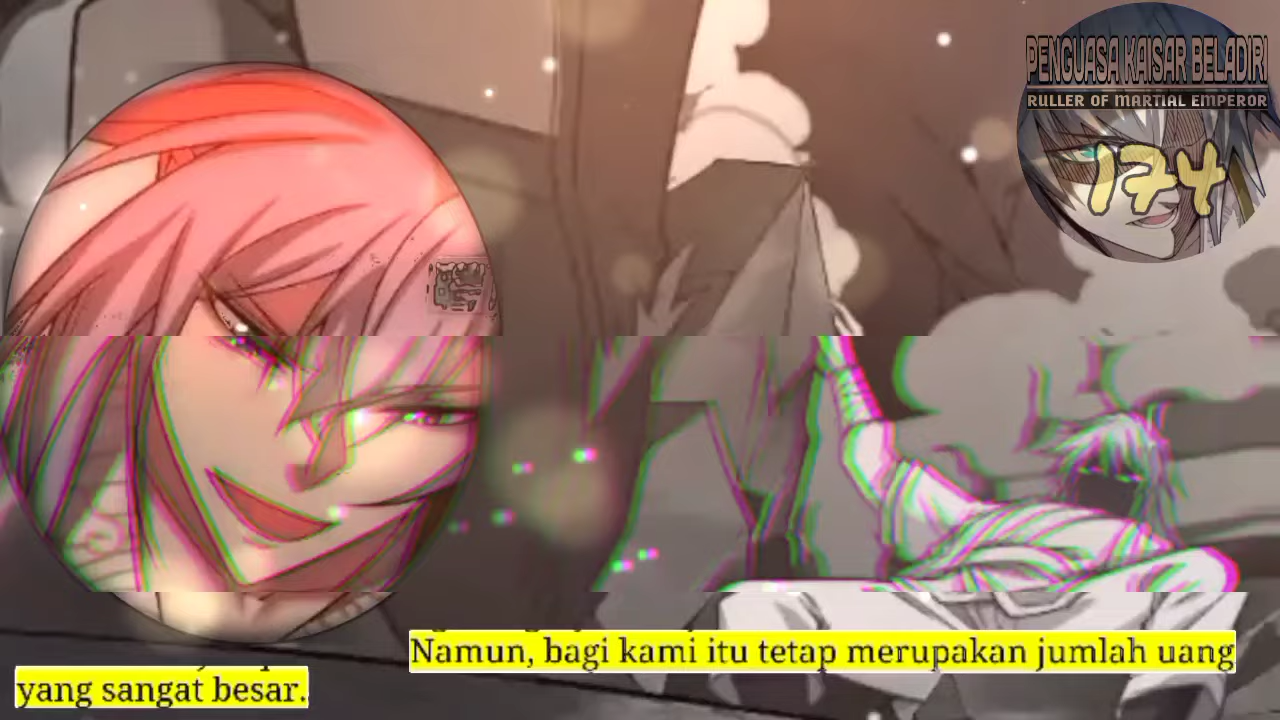 PENGUASA KAISAR BELADIRI
RULLER OF MARTIAL EMPEROR
174
Namun, bagi kami itu tetap merupakan jumlah uang
yang sangat besar.